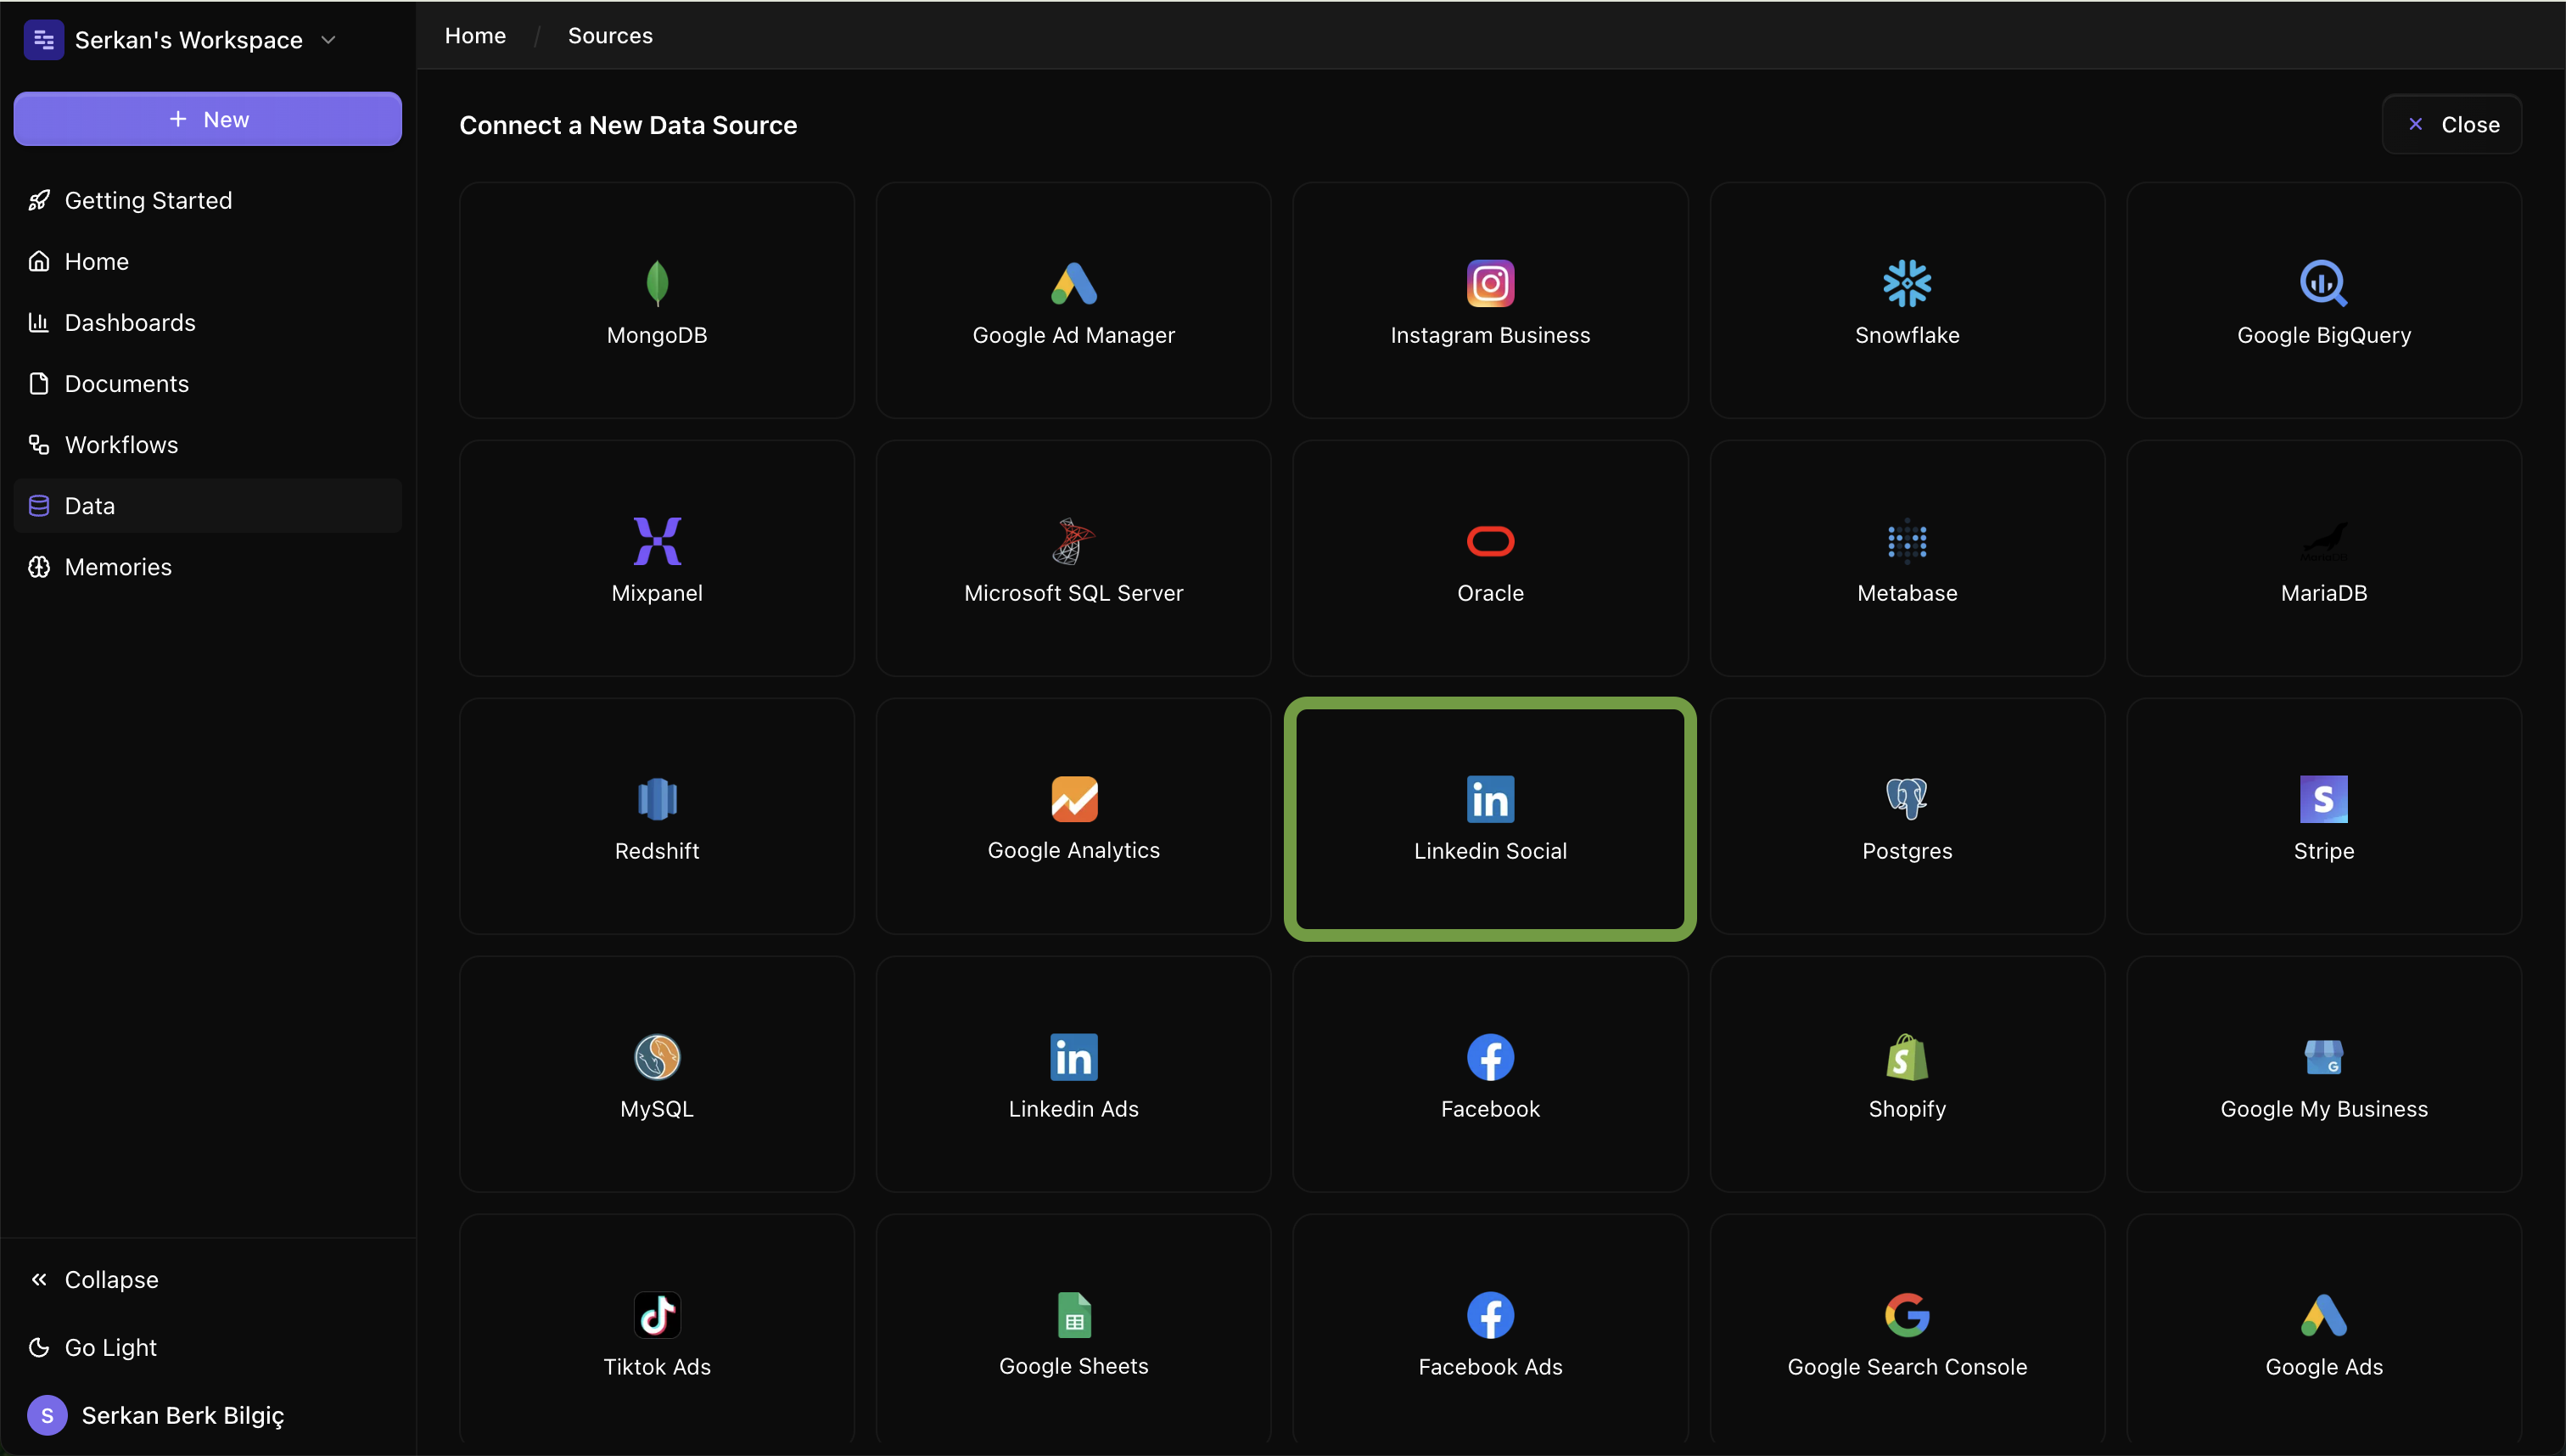 Serkan's Workspace
New
Getting Started
Home
Dashboards
Documents
Workflows
Data
Memories
Collapse
Go Light
S
Serkan Berk Bilgiç
Home / Sources
Connect a New Data Source
Close
MongoDB
Google Ad Manager
Instagram Business
Snowflake
Google BigQuery
Mixpanel
Microsoft SQL Server
Oracle
Metabase
MariaDB
MariaDB
Redshift
Google Analytics
in
Linkedin Social
Postgres
S
Stripe
MySQL
in
Linkedin Ads
Facebook
Shopify
Google My Business
Tiktok Ads
Google Sheets
Facebook Ads
Google Search Console
Google Ads